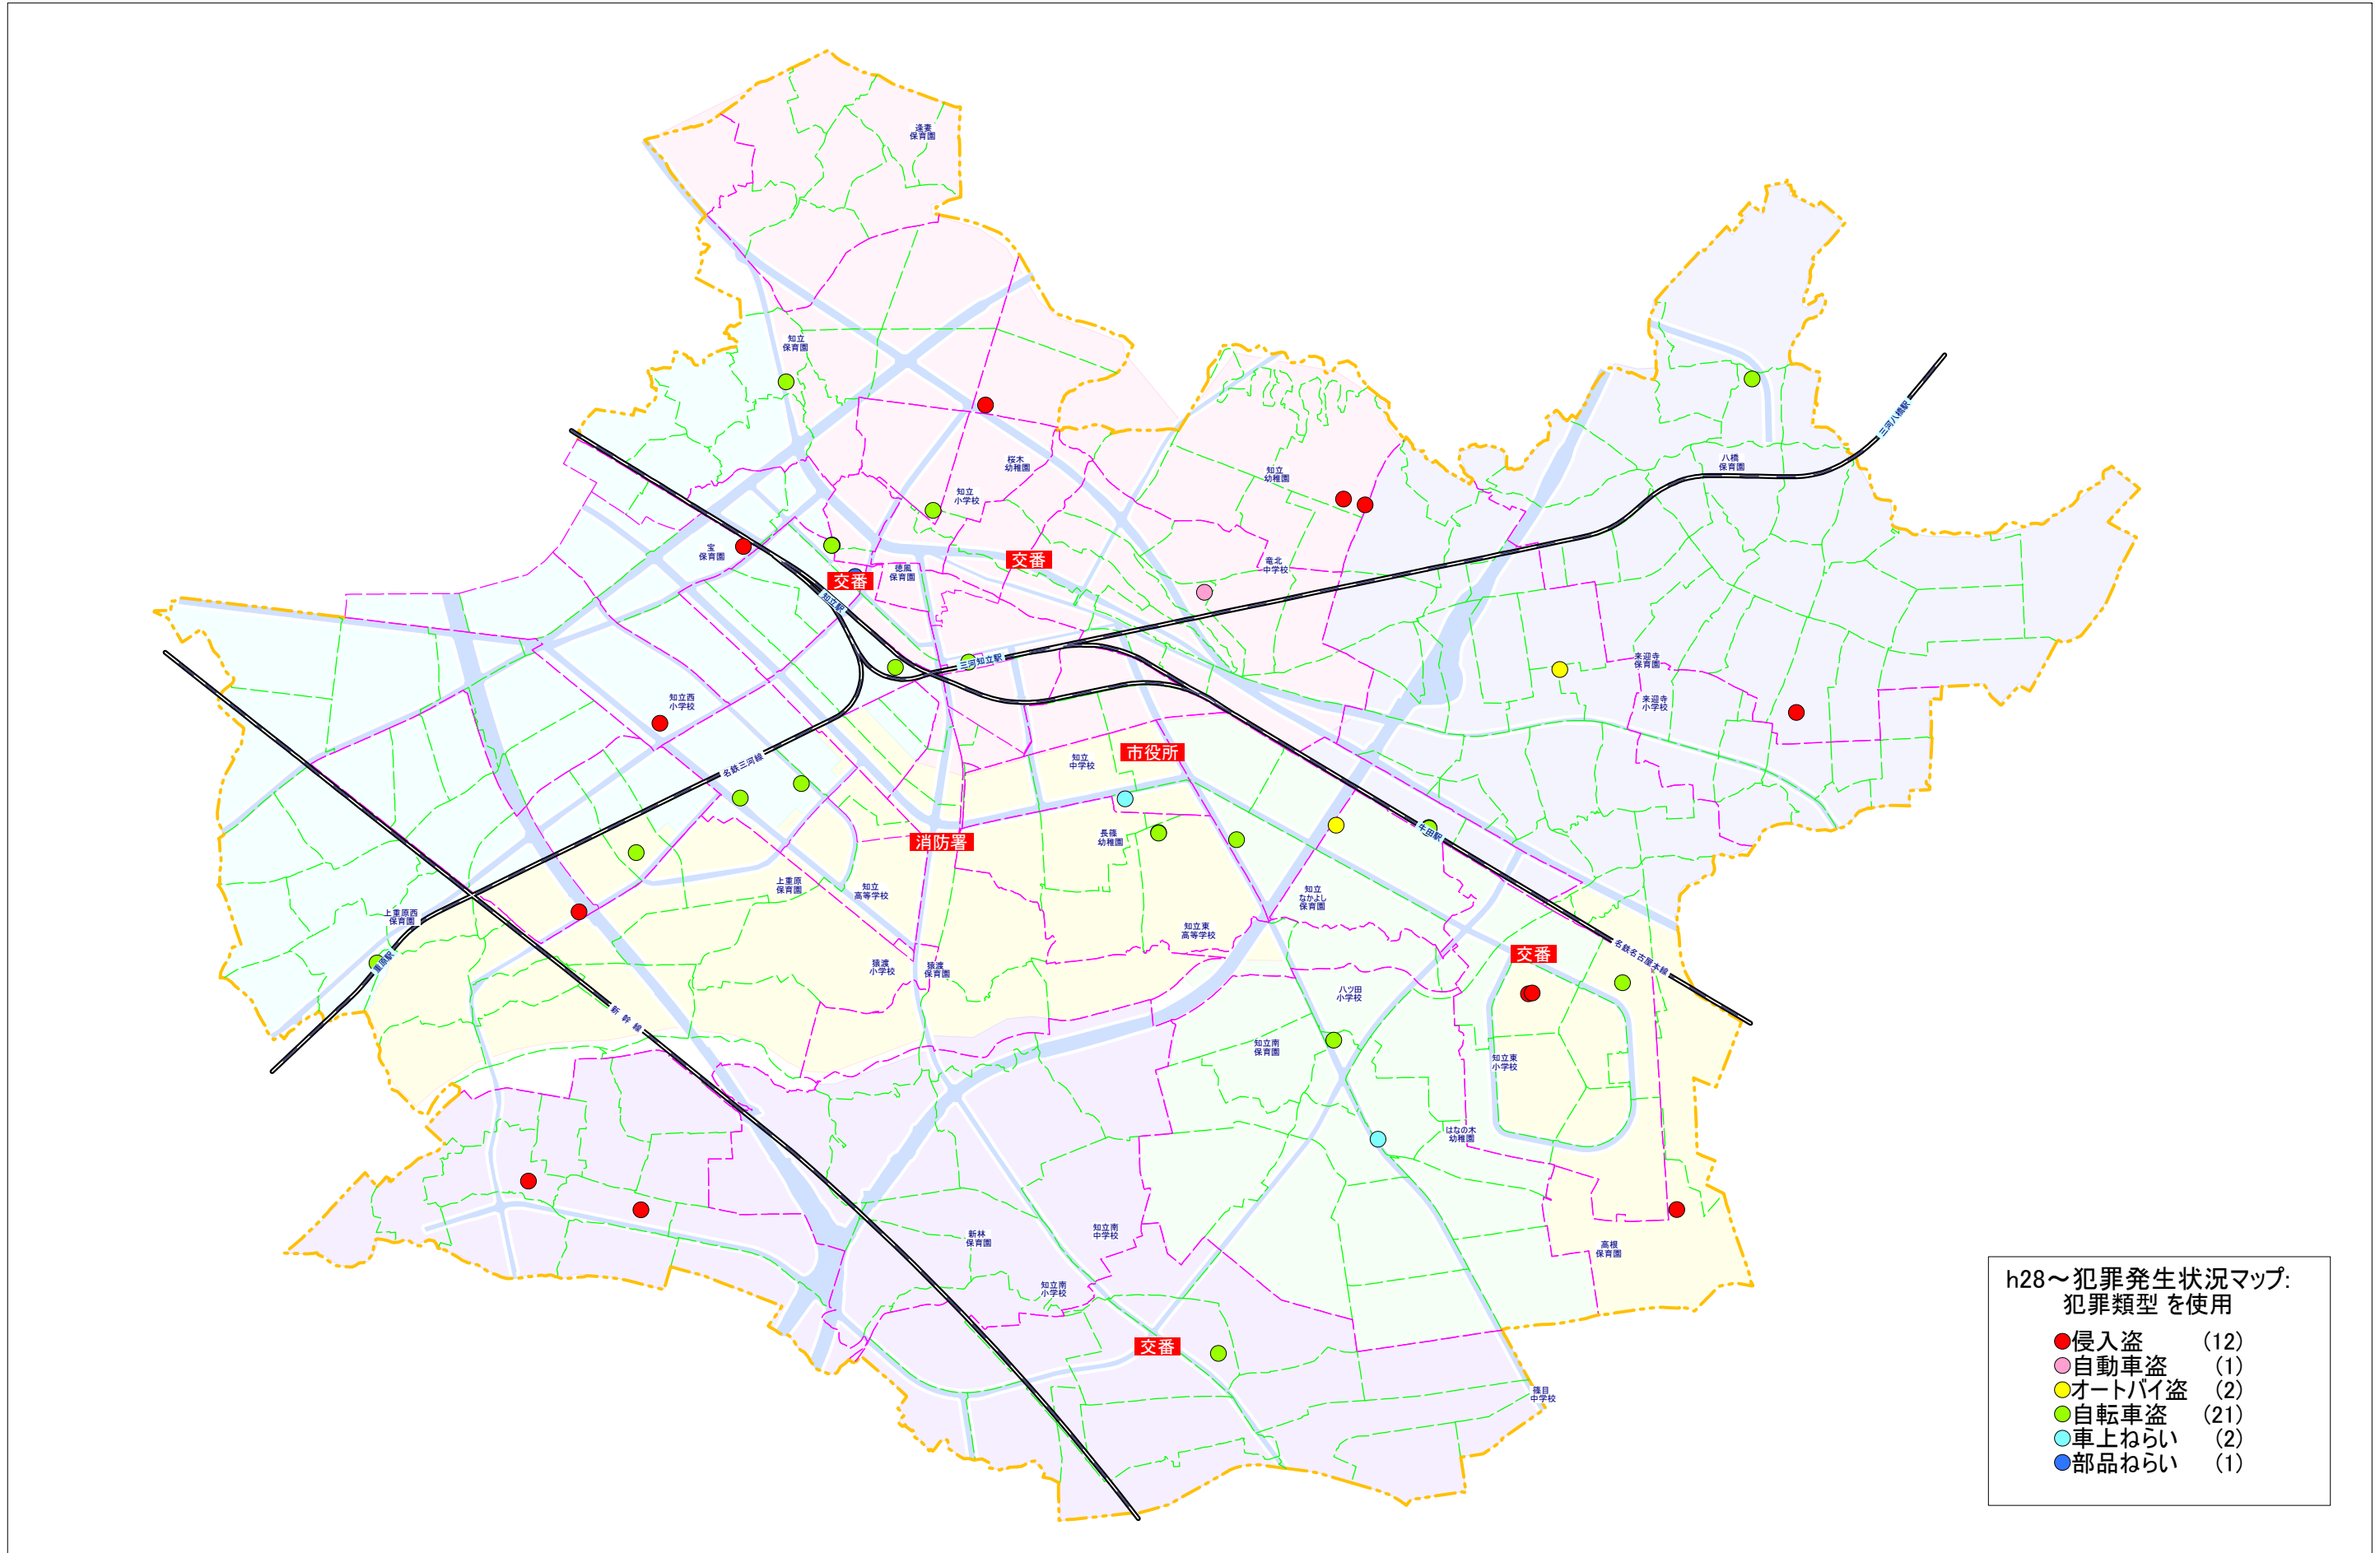 逢妻
保育園
知立
保育園
桜木
幼稚園
知立
小学校
知立
幼稚園
八橋
保育園
三河八橋駅
宝
保育園
交番
交番
徳風
保育園
竜北
中学校
知立駅
三河知立駅
来迎寺
保育園
来迎寺
小学校
知立西
小学校
名鉄三河線
市役所
知立
中学校
消防署
長篠
幼稚園
牛田駅
上重原
保育園
知立
高等学校
知立
なかよし
保育園
上重原西
保育園
重原駅
知立東
高等学校
名鉄名古屋本線
交番
猿渡
小学校
猿渡
保育園
八ツ田
小学校
新幹線
知立南
保育園
知立東
小学校
はなの木
幼稚園
新林
保育園
知立南
中学校
高根
保育園
知立南
小学校
交番
篠目
中学校
h28～犯罪発生状況マップ:
犯罪類型 を使用
侵入盗 (12)
自動車盗 (1)
オートバイ盗 (2)
自転車盗 (21)
車上ねらい (2)
部品ねらい (1)